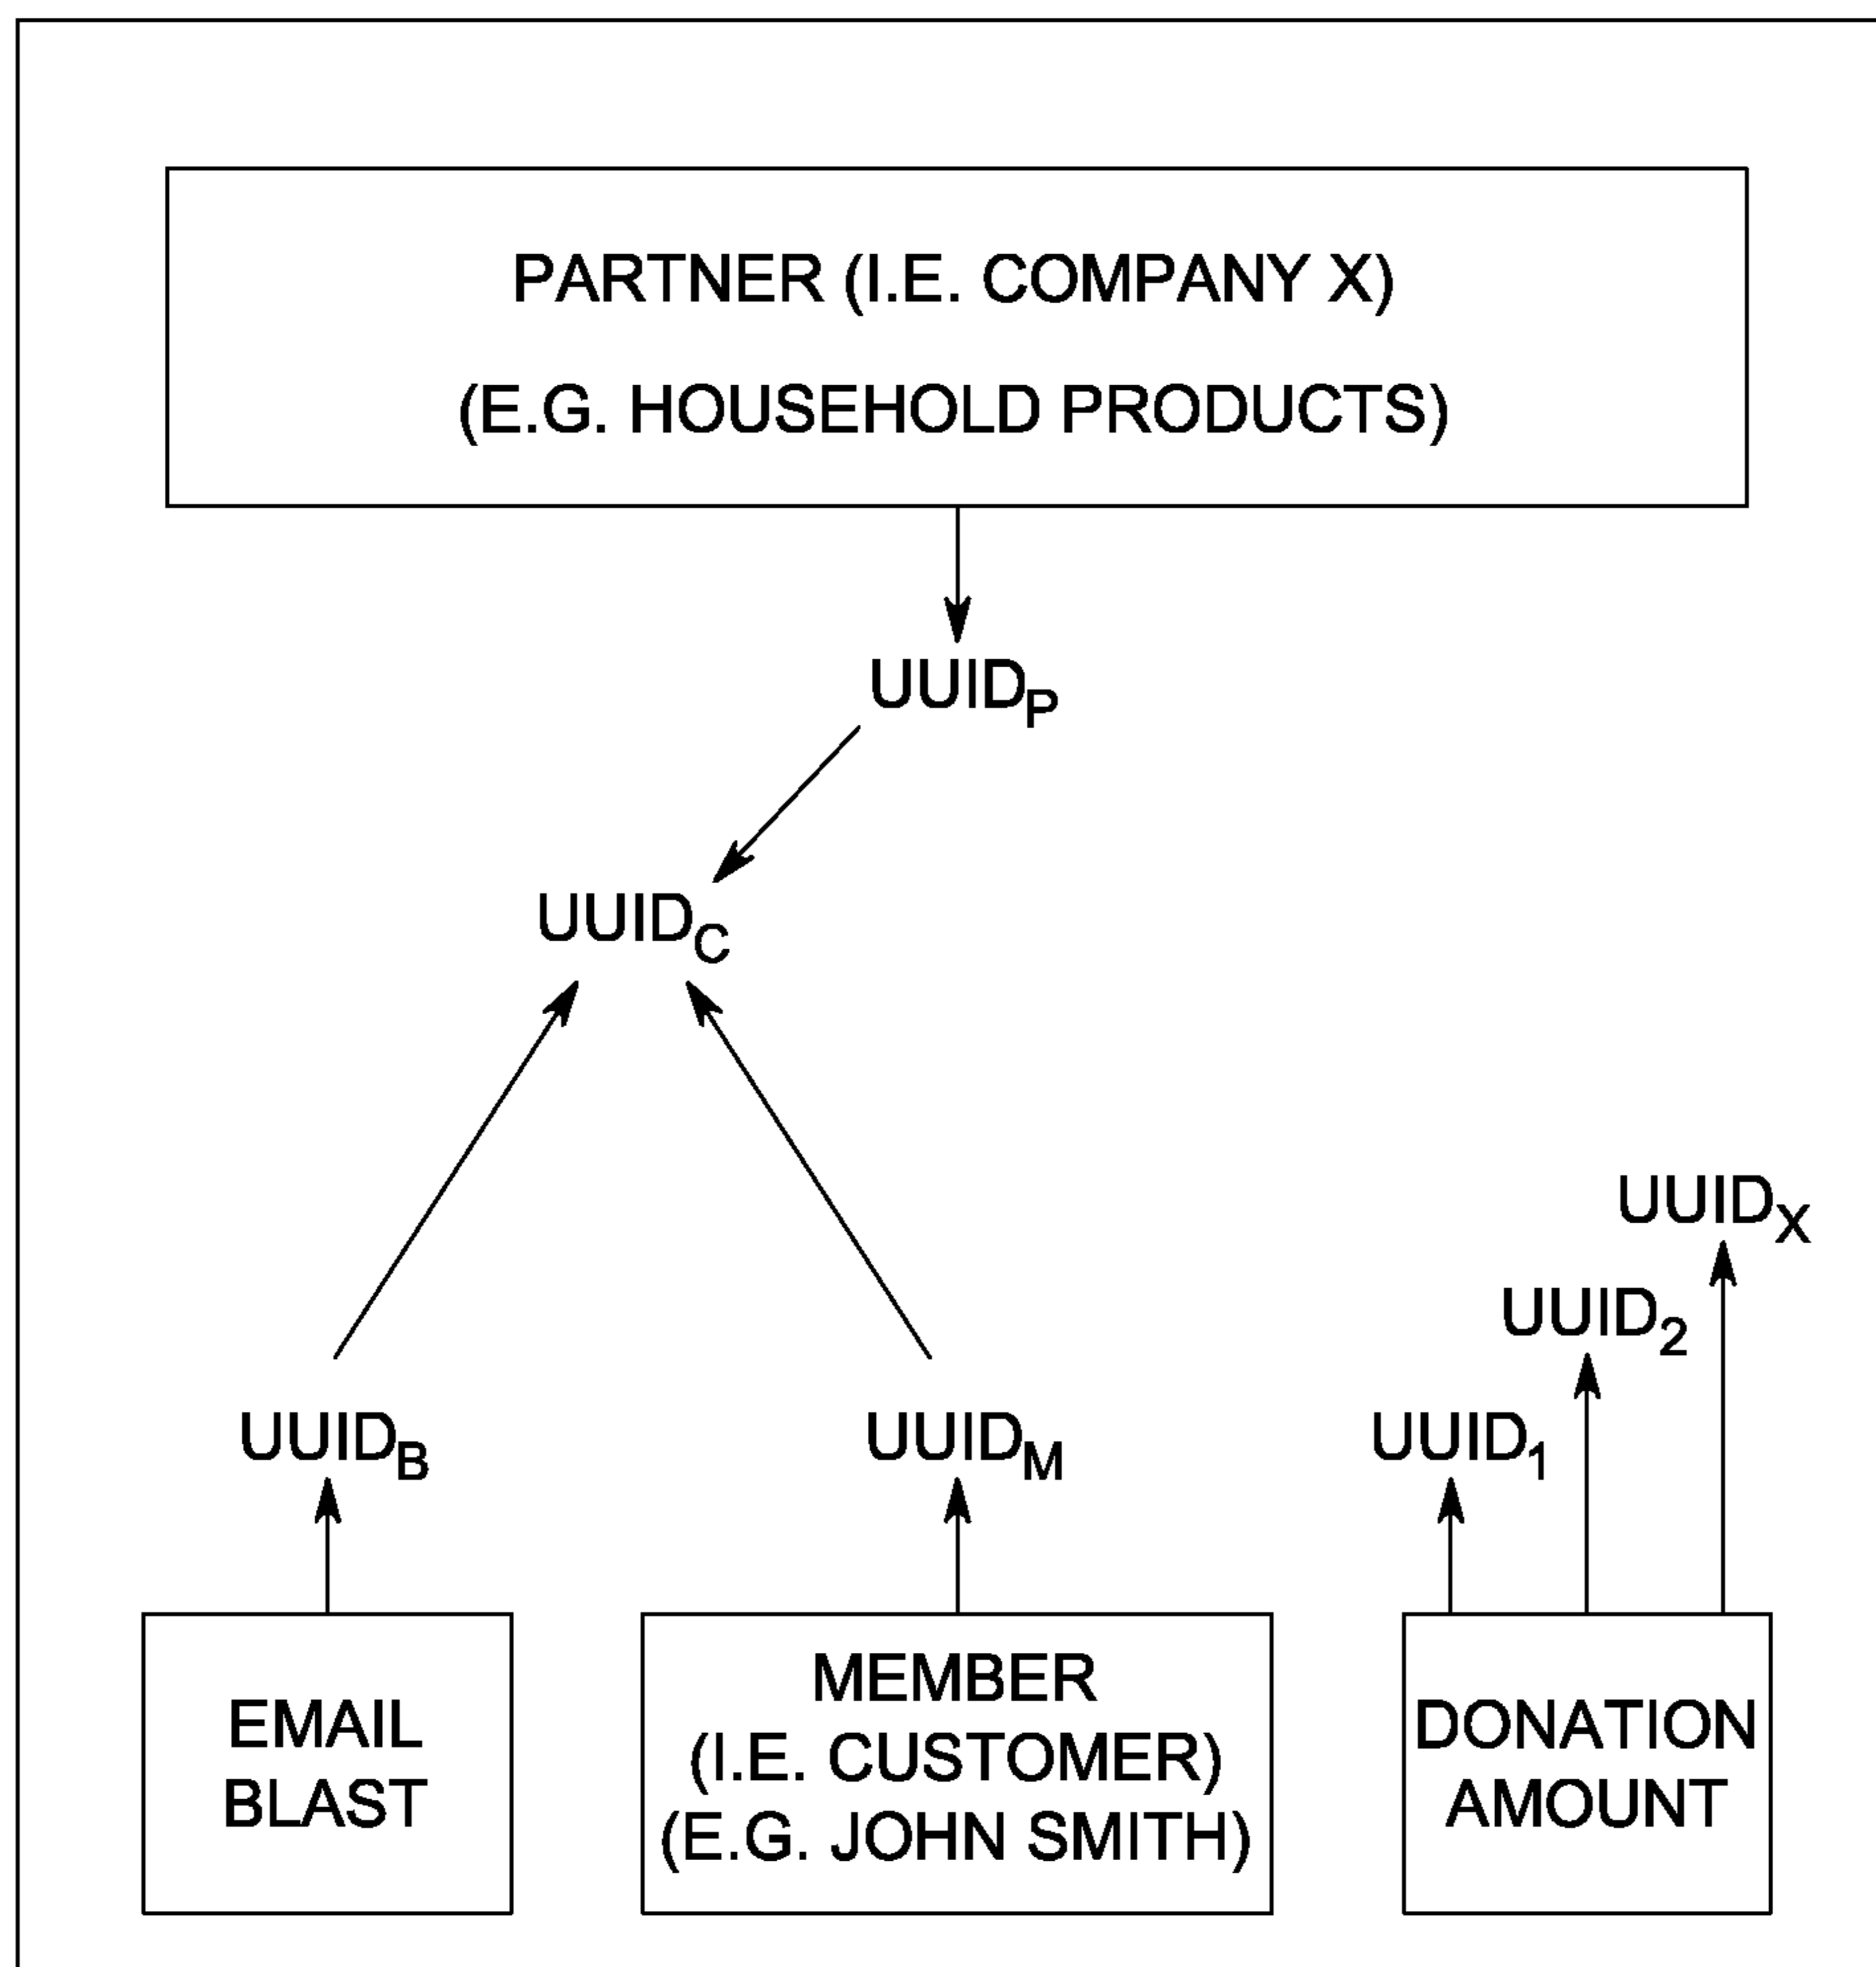 PARTNER (I.E. COMPANY X)
(E.G. HOUSEHOLD PRODUCTS)
UUIDP
UUIDC
UUIDX
UUID2
UUIDB
UUIDM
UUID1
EMAIL
BLAST
MEMBER
(I.E. CUSTOMER)
(E.G. JOHN SMITH)
DONATION
AMOUNT